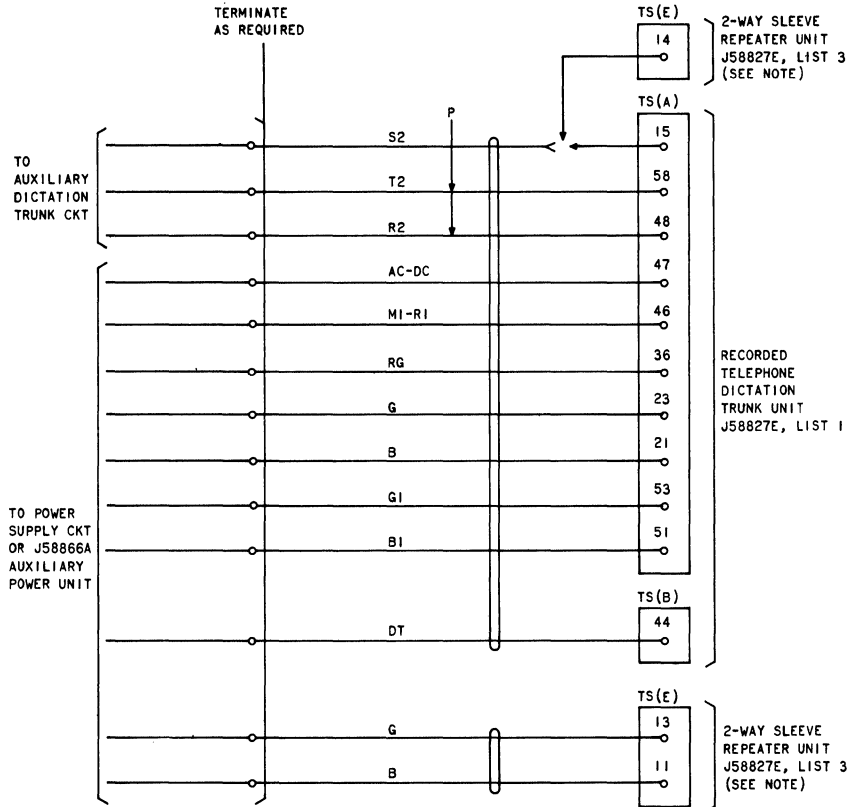 TERMINATE
AS REQUIRED
TS(E)
14
2-WAY SLEEVE
REPEATER UNIT
J58827E, LIST 3
(SEE NOTE)
TS(A)
P
S2
15
TO
AUXILIARY
DICTATION
TRUNK CKT
T2
58
R2
48
AC-DC
47
M1-R1
46
RG
36
G
23
B
21
G1
53
B1
51
RECORDED
TELEPHONE
DICTATION
TRUNK UNIT
J58827E, LIST 1
TO POWER
SUPPLY CKT
OR J58866A
AUXILIARY
POWER UNIT
TS(B)
DT
44
TS(E)
G
13
B
11
2-WAY SLEEVE
REPEATER UNIT
J58827E, LIST 3
(SEE NOTE)